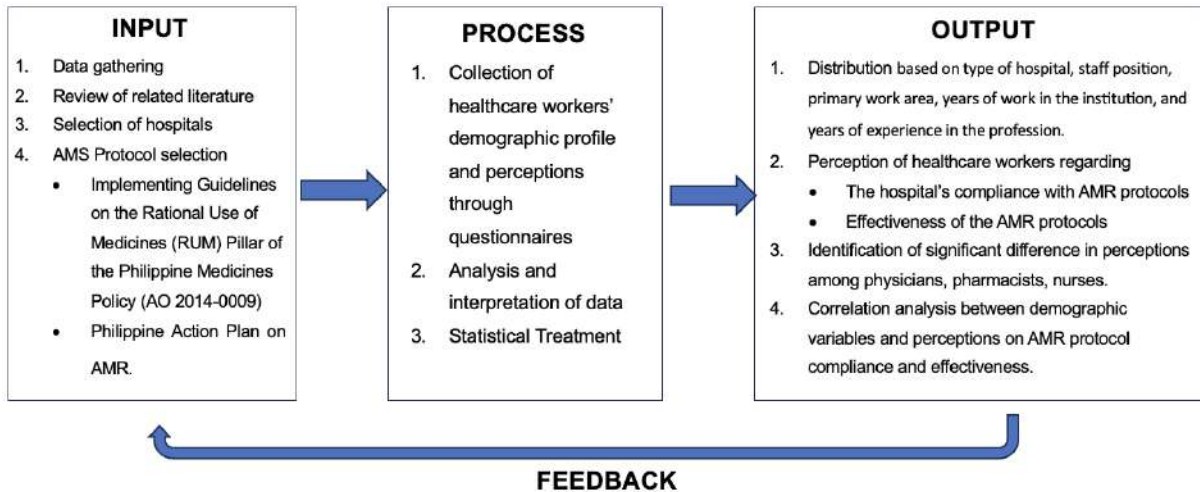 INPUT
1. Data gathering
2. Review of related literature
3. Selection of hospitals
4. AMS Protocol selection
• Implementing Guidelines
on the Rational Use of
Medicines (RUM) Pillar of
the Philippine Medicines
Policy (AO 2014-0009)
• Philippine Action Plan on
AMR.
PROCESS
1. Collection of
healthcare workers'
demographic profile
and perceptions
through
questionnaires
2. Analysis and
interpretation of data
3. Statistical Treatment
OUTPUT
1. Distribution based on type of hospital, staff position,
primary work area, years of work in the institution, and
years of experience in the profession.
2. Perception of healthcare workers regarding
• The hospital's compliance with AMR protocols
• Effectiveness of the AMR protocols
3. Identification of significant difference in perceptions
among physicians, pharmacists, nurses.
4. Correlation analysis between demographic
variables and perceptions on AMR protocol
compliance and effectiveness.
FEEDBACK